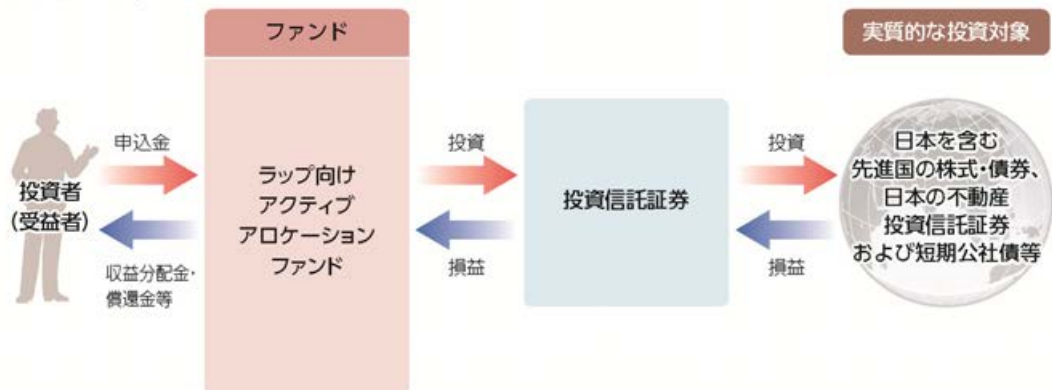 ファンド
実質的な投資対象
申込金
投資者
(受益者)
収益分配金・
償還金等
ラップ向け
アクティブ
アロケーション
ファンド
投資
損益
投資信託証券
投資
損益
日本を含む
先進国の株式・債券、
日本の不動産
投資信託証券
および短期公社債等